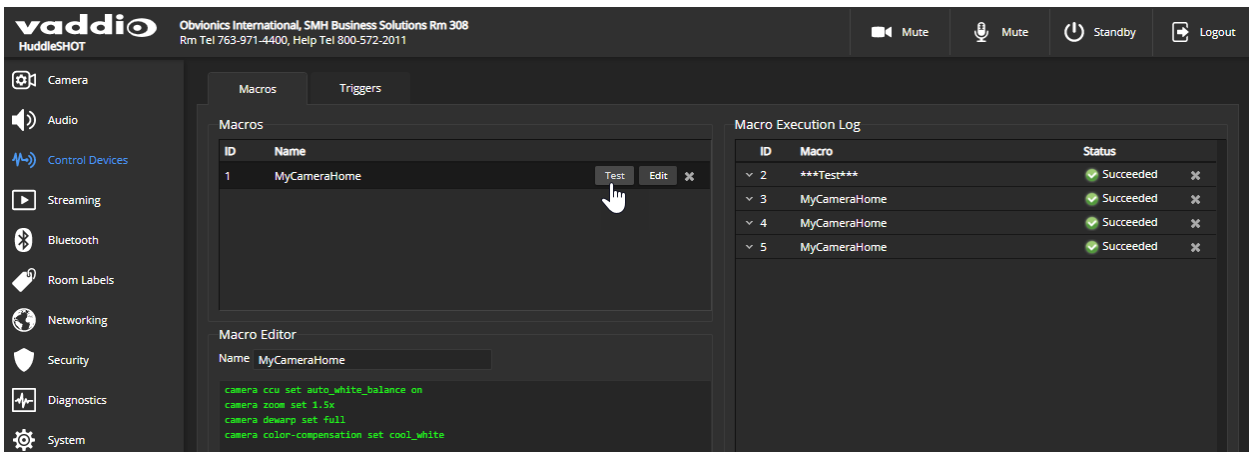 vaddio
HuddleSHOT
Obvionics International, SMH Business Solutions Rm 308
Rm Tel 763-971-4400, Help Tel 800-572-2011
Mute
Mute
Standby
Logout
Camera
Audio
Control Devices
Streaming
Bluetooth
Room Labels
Networking
Security
Diagnostics
System
Macros Triggers
Macros
ID Name
1 MyCameraHome Test Edit
Macro Editor
Name MyCameraHome
camera ccu set auto_white_balance on
camera zoom set 1.5x
camera dewarp set full
camera color-compensation set cool_white
Macro Execution Log
ID Macro Status
2 ***Test*** Succeeded
3 MyCameraHome Succeeded
4 MyCameraHome Succeeded
5 MyCameraHome Succeeded